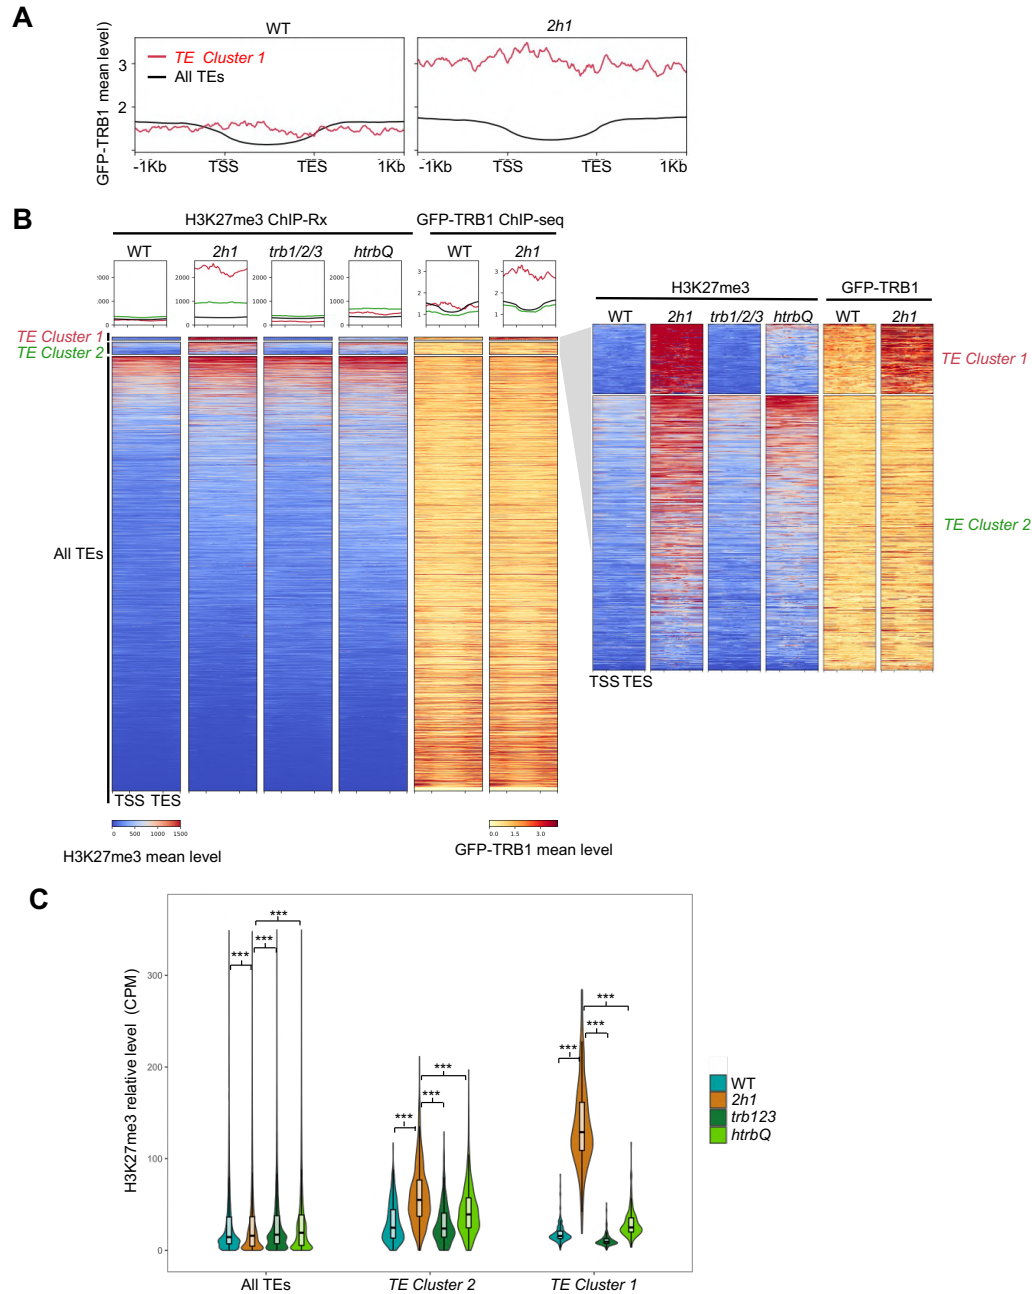 A
WT
2h1
GFP-TRB1 mean level)
3
2
TE Cluster 1
All TEs
-1Kb
TSS
TES
1Kb
-1Kb
TSS
TES
1Kb
B
H3K27me3 ChIP-Rx
GFP-TRB1 ChIP-seq
WT
2h1
trb1/2/3
htrbQ
WT
2h1
2000
1000
0
2000
1000
0
2000
1000
0
2000
1000
0
3
2
1
3
2
1
H3K27me3
GFP-TRB1
WT
2h1
trb1/2/3
htrbQ
WT
2h1
TE Cluster 1
TE Cluster 2
All TEs
TE Cluster 1
TE Cluster 2
TSS TES
TSS TES
0 500 1000 1500
H3K27me3 mean level
0.0 1.5 3.0
GFP-TRB1 mean level
C
H3K27me3 relative level (CPM)
300
200
100
0
***
***
***
***
***
***
***
***
***
All TEs
TE Cluster 2
TE Cluster 1
WT
2h1
trb123
htrbQ